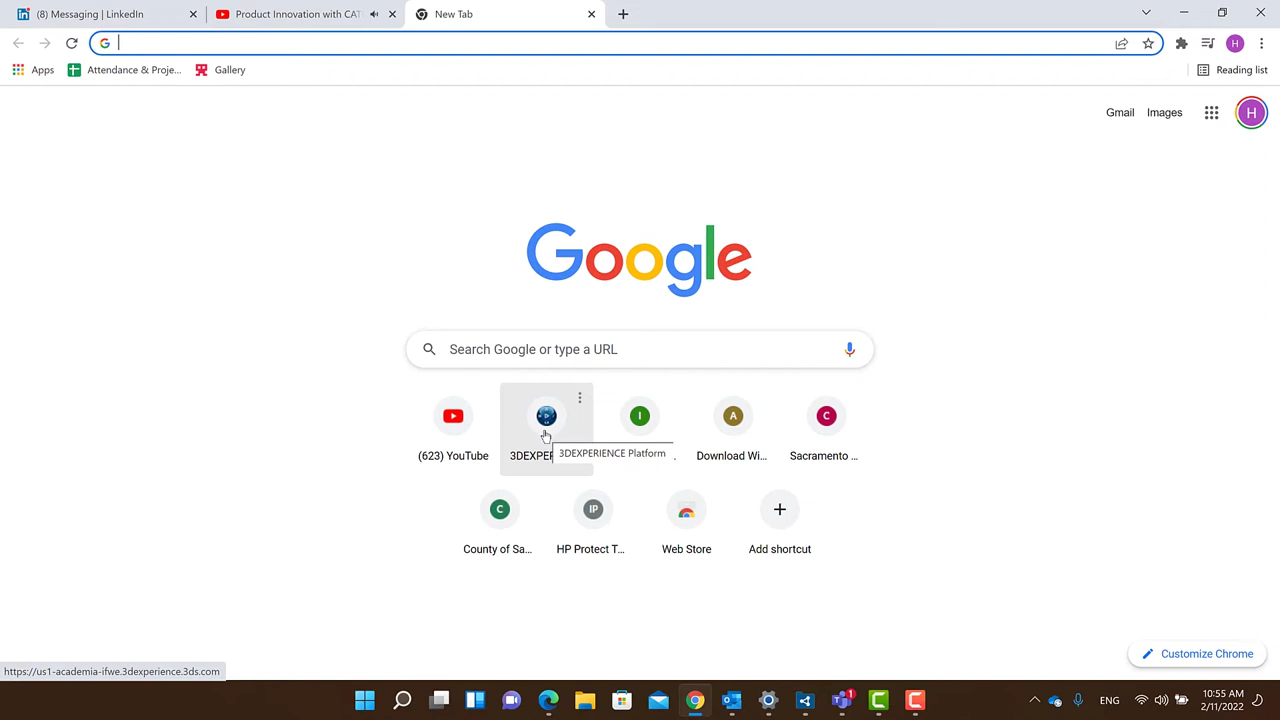 (8) Messaging | LinkedIn
Product Innovation with CAT
New Tab
G
H
Apps
Attendance & Proje...
Gallery
Reading list
Gmail
Images
H
Google
Search Google or type a URL
(623) YouTube
3DEXPER
3DEXPERIENCE Platform
I
.
A
Download Wi...
C
Sacramento ...
C
County of Sa...
IP
HP Protect T...
Web Store
Add shortcut
Customize Chrome
https://us1-academia-ifwe.3dexperience.3ds.com
1
ENG
10:55 AM
2/11/2022